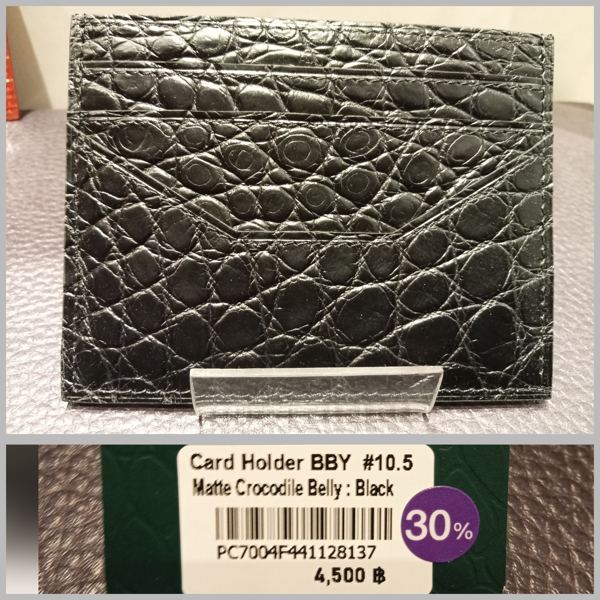 Card Holder BBY #10.5
Matte Crocodile Belly : Black
30%
PC7004F441128137
4,500 ฿